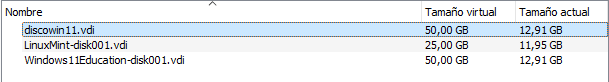 Nombre Tamaño virtual Tamaño actual
discowin11.vdi 50,00 GB 12,91 GB
LinuxMint-disk001.vdi 25,00 GB 11,95 GB
Windows11Education-disk001.vdi 50,00 GB 12,91 GB